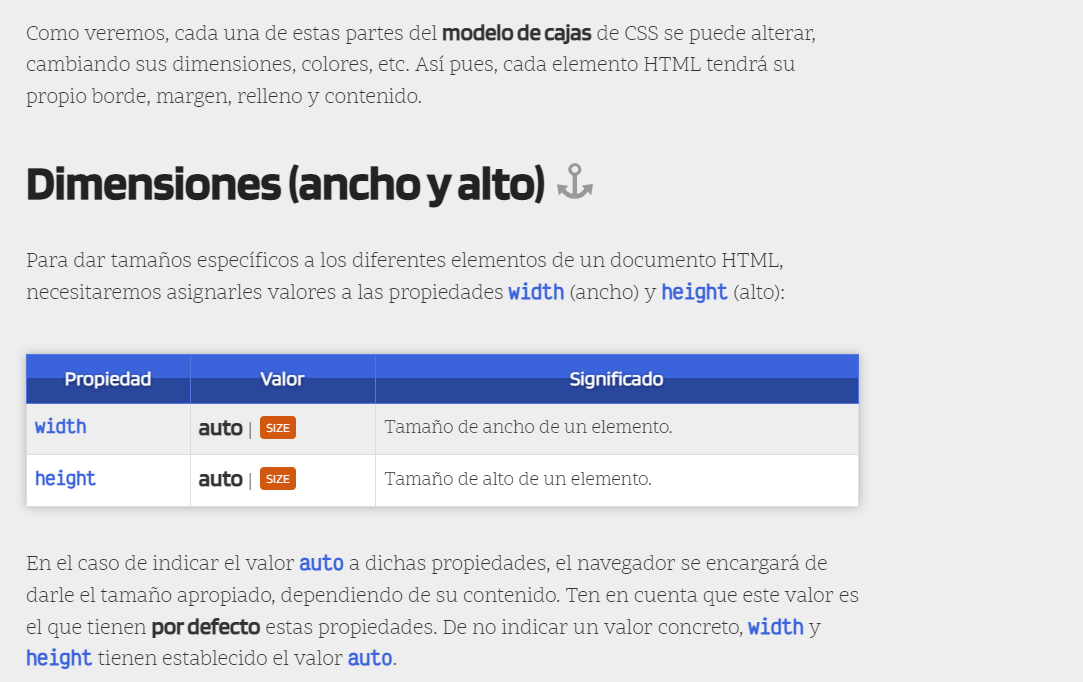 Como veremos, cada una de estas partes del modelo de cajas de CSS se puede alterar,
cambiando sus dimensiones, colores, etc. Así pues, cada elemento HTML tendrá su
propio borde, margen, relleno y contenido.
Dimensiones (ancho y alto)
Para dar tamaños específicos a los diferentes elementos de un documento HTML,
necesitaremos asignarles valores a las propiedades width (ancho) y height (alto):
Propiedad Valor Significado
width auto | SIZE Tamaño de ancho de un elemento.
height auto | SIZE Tamaño de alto de un elemento.
En el caso de indicar el valor auto a dichas propiedades, el navegador se encargará de
darle el tamaño apropiado, dependiendo de su contenido. Ten en cuenta que este valor es
el que tienen por defecto estas propiedades. De no indicar un valor concreto, width y
height tienen establecido el valor auto.